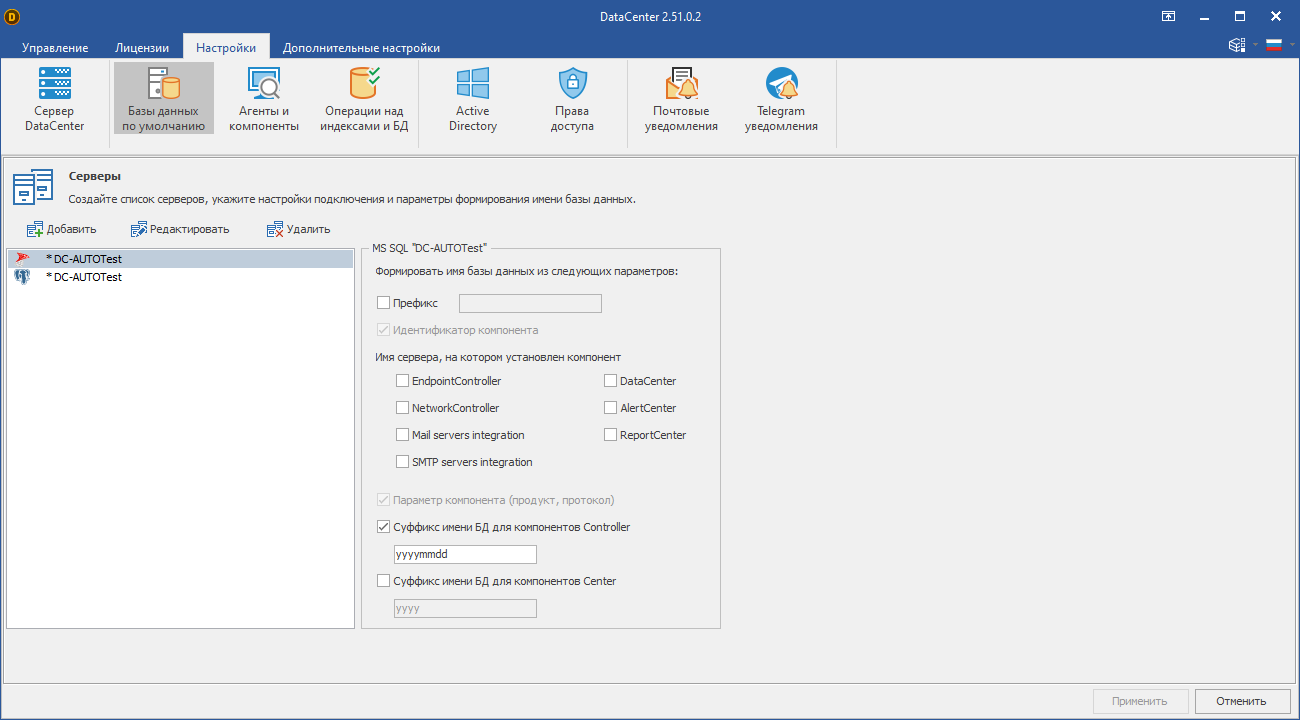 D
DataCenter 2.51.0.2
Управление Лицензии Настройки Дополнительные настройки
Сервер DataCenter
Базы данных по умолчанию
Агенты и компоненты
Операции над индексами и БД
Active Directory
Права доступа
Почтовые уведомления
Telegram уведомления
Серверы
Создайте список серверов, укажите настройки подключения и параметры формирования имени базы данных.
Добавить Редактировать Удалить
* DC-AUTOTest
* DC-AUTOTest
MS SQL "DC-AUTOTest"
Формировать имя базы данных из следующих параметров:
Префикс
Идентификатор компонента
Имя сервера, на котором установлен компонент
EndpointController DataCenter
NetworkController AlertCenter
Mail servers integration ReportCenter
SMTP servers integration
Параметр компонента (продукт, протокол)
Суффикс имени БД для компонентов Controller
yyyymmdd
Суффикс имени БД для компонентов Center
yyyy
Применить Отменить